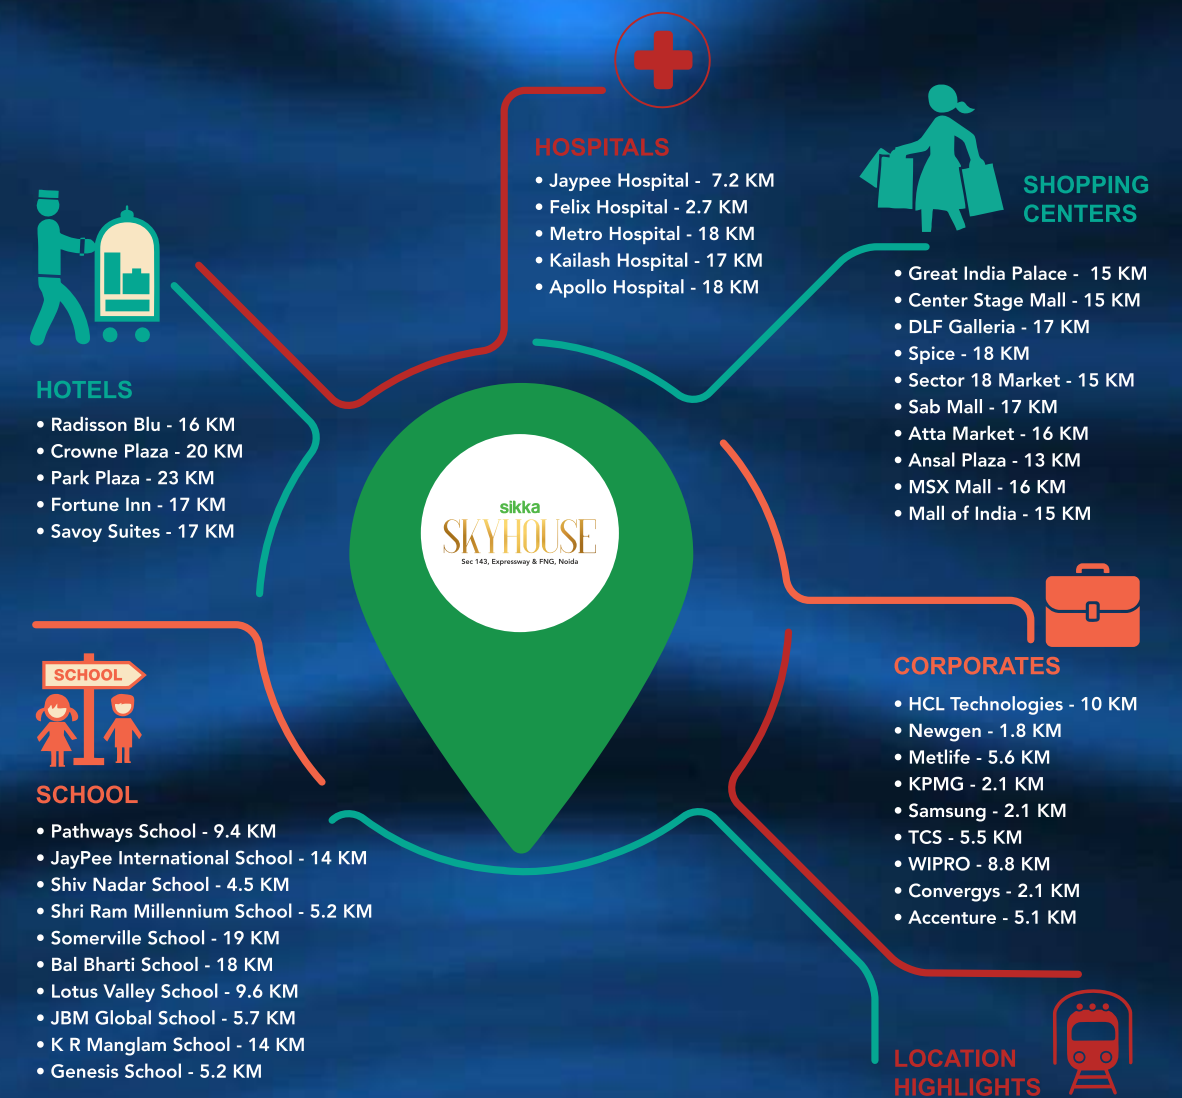 HOSPITALS
• Jaypee Hospital -  7.2 KM
• Felix Hospital - 2.7 KM
• Metro Hospital - 18 KM
• Kailash Hospital - 17 KM
• Apollo Hospital - 18 KM
SHOPPING
CENTERS
• Great India Palace -  15 KM
• Center Stage Mall - 15 KM
• DLF Galleria - 17 KM
• Spice - 18 KM
• Sector 18 Market - 15 KM
• Sab Mall - 17 KM
• Atta Market - 16 KM
• Ansal Plaza - 13 KM
• MSX Mall - 16 KM
• Mall of India - 15 KM
HOTELS
• Radisson Blu - 16 KM
• Crowne Plaza - 20 KM
• Park Plaza - 23 KM
• Fortune Inn - 17 KM
• Savoy Suites - 17 KM
sikka
SKYHOUSE
Sec 143, Expressway & FNG, Noida
SCHOOL
SCHOOL
• Pathways School - 9.4 KM
• JayPee International School - 14 KM
• Shiv Nadar School - 4.5 KM
• Shri Ram Millennium School - 5.2 KM
• Somerville School - 19 KM
• Bal Bharti School - 18 KM
• Lotus Valley School - 9.6 KM
• JBM Global School - 5.7 KM
• K R Manglam School - 14 KM
• Genesis School - 5.2 KM
CORPORATES
• HCL Technologies - 10 KM
• Newgen - 1.8 KM
• Metlife - 5.6 KM
• KPMG - 2.1 KM
• Samsung - 2.1 KM
• TCS - 5.5 KM
• WIPRO - 8.8 KM
• Convergys - 2.1 KM
• Accenture - 5.1 KM
LOCATION
HIGHLIGHTS